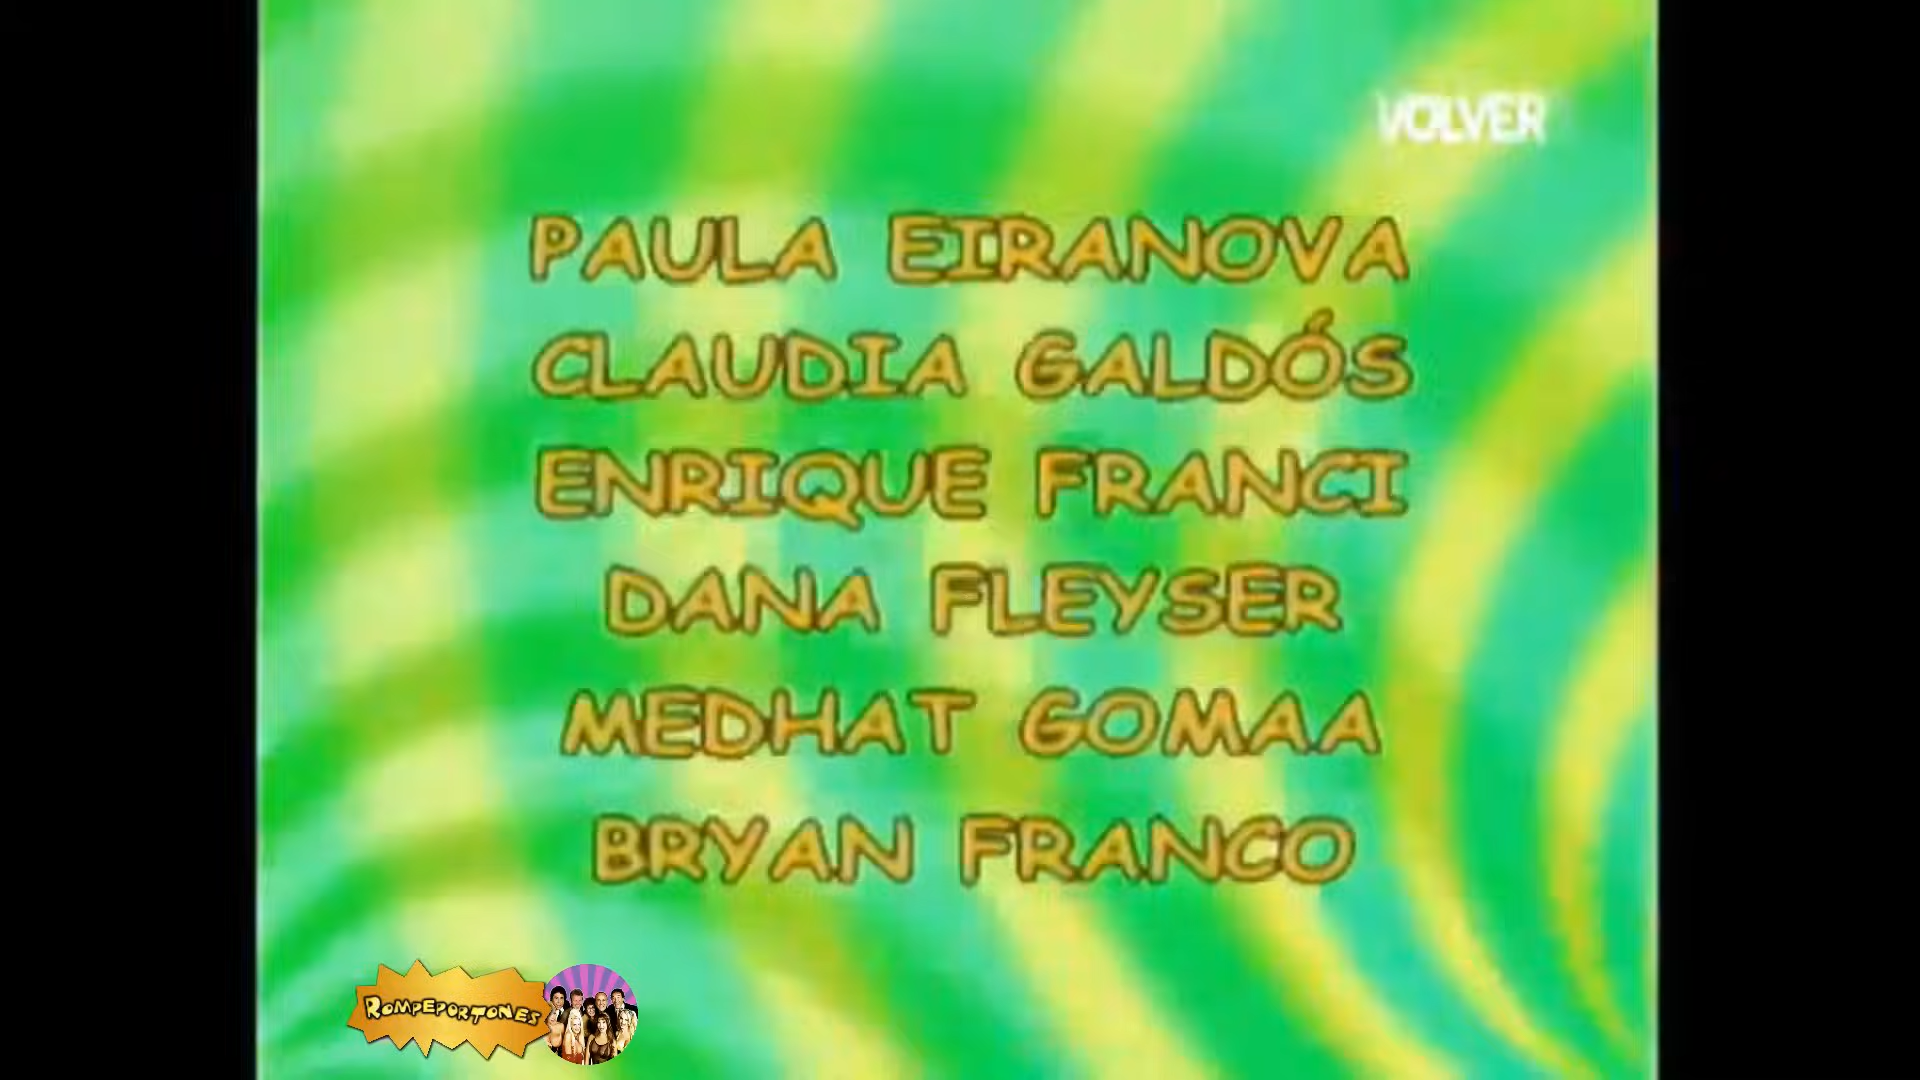 VOLVER
PAULA EIRANOVA
CLAUDIA GALDÓS
ENRIQUE FRANCI
DANA FLEYSER
MEDHAT GOMAA
BRYAN FRANCO
ROMPEPORTONES